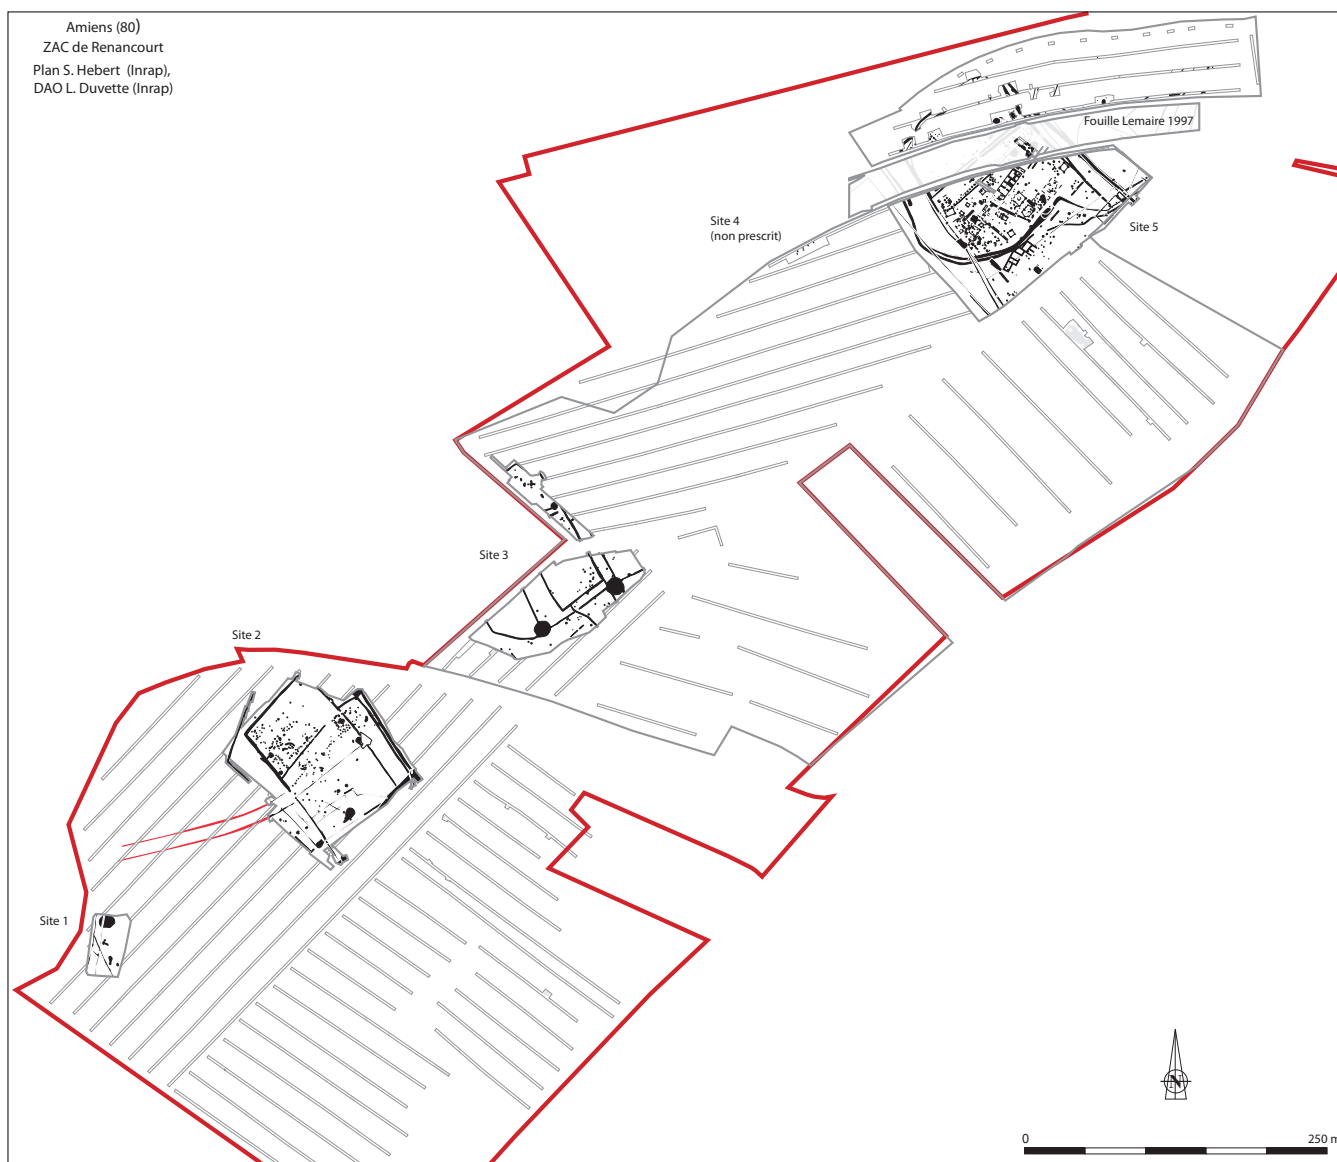 Amiens (80)
ZAC de Renancourt
Plan S. Hebert (Inrap),
DAO L. Duvette (Inrap)
Fouille Lemaire 1997
Site 4
(non prescrit)
Site 5
Site 3
Site 2
Site 1
N
0
250 m